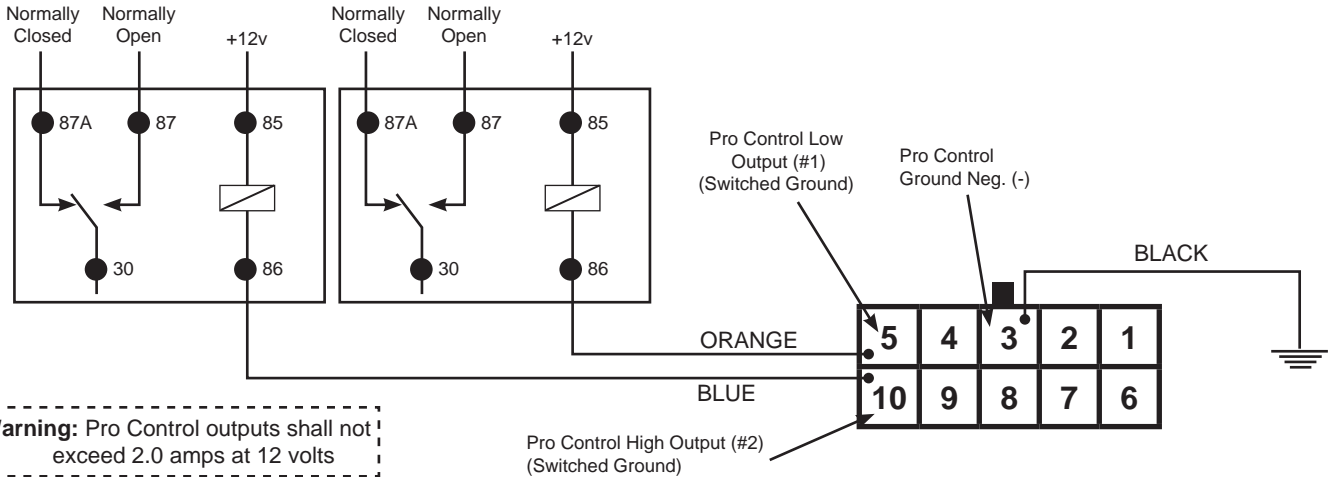 Normally Closed
Normally Open
+12v
Normally Closed
Normally Open
+12v
87A
87
85
30
86
87A
87
85
30
86
Pro Control Low
Output (#1)
(Switched Ground)
Pro Control
Ground Neg. (-)
BLACK
ORANGE
BLUE
5 4 3 2 1
10 9 8 7 6
arning: Pro Control outputs shall not
exceed 2.0 amps at 12 volts
Pro Control High Output (#2)
(Switched Ground)